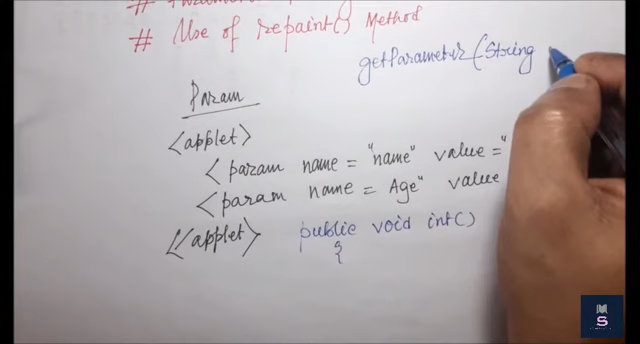 #
# Use of repaint() Method
getParameter(String
Param
<applet>
<param name = "name" value ="
<param name = Age" value
</applet> public void int()
{
S